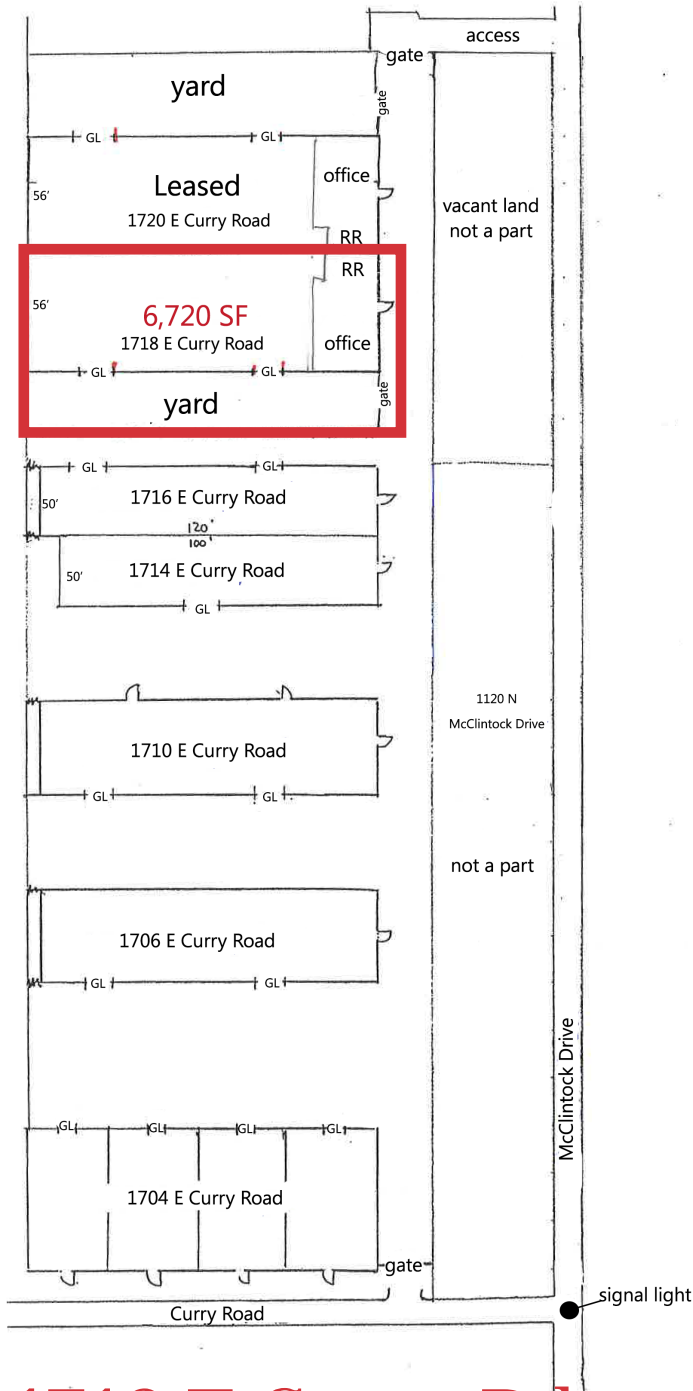 access
gate
yard
gate
GL
GL
office
Leased
56'
1720 E Curry Road
vacant land
not a part
RR
RR
56'
6,720 SF
1718 E Curry Road
office
GL
GL
gate
yard
GL
GL
1716 E Curry Road
50'
120'
100'
1714 E Curry Road
50'
GL
1120 N
McClintock Drive
1710 E Curry Road
GL
GL
not a part
1706 E Curry Road
GL
GL
McClintock Drive
GL
GL
GL
GL
1704 E Curry Road
gate
signal light
Curry Road